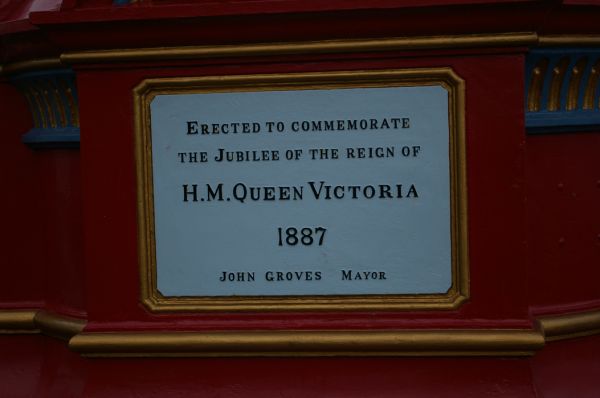 ERECTED TO COMMEMORATE
THE JUBILEE OF THE REIGN OF
H.M. QUEEN VICTORIA
1887
JOHN GROVES MAYOR